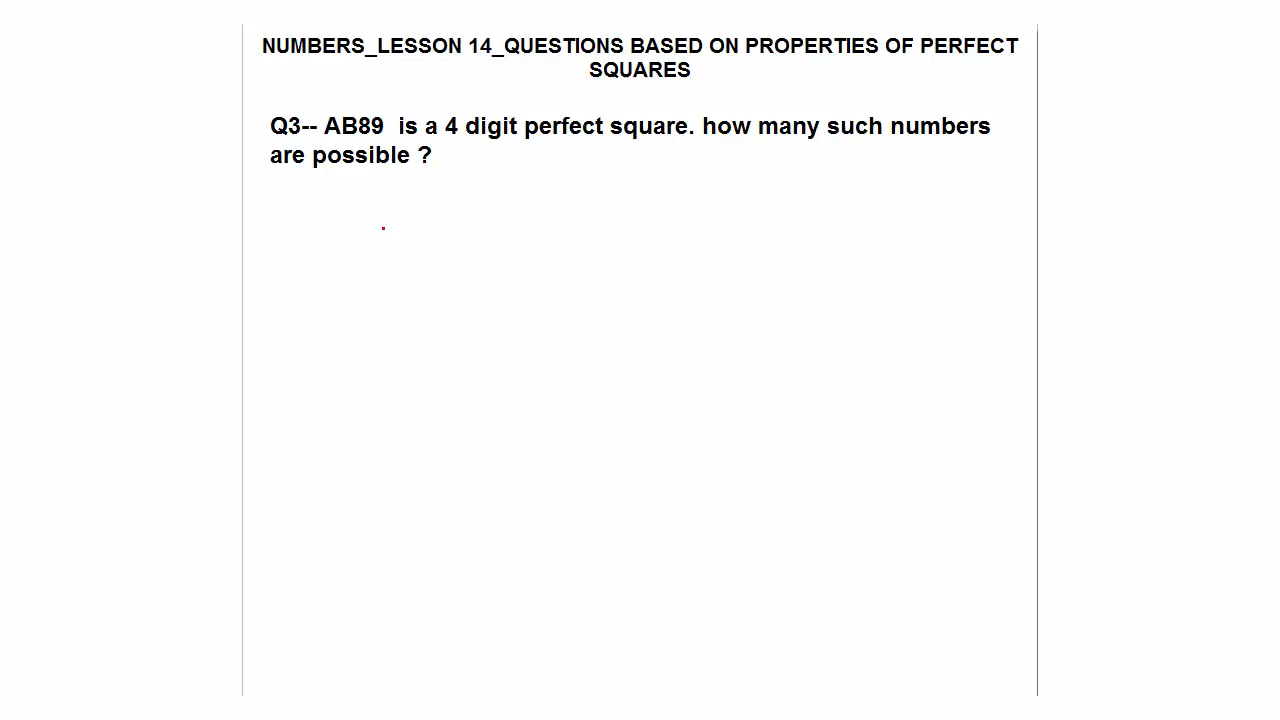 NUMBERS_LESSON 14_QUESTIONS BASED ON PROPERTIES OF PERFECT
SQUARES
Q3-- AB89  is a 4 digit perfect square. how many such numbers
are possible ?